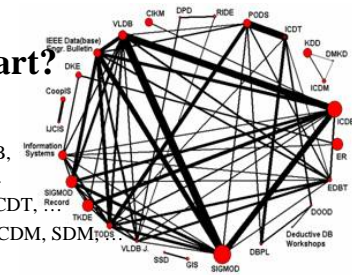 CIKM DPD RIDE PODS
VLDB ICDT
IEEE Data(base)
Engr. Bulletin KDD
art? DMKD
DKE ICDM
CoopIS ICDE
IJCIS
3, ER
Information
Systems
EDBT
SIGMOD
Record
CDT, ... DOOD
TKDE
CDM, SDM, ... TODS Deductive DB
VLDB J. DBPL Workshops
SSD
GIS
SIGMOD